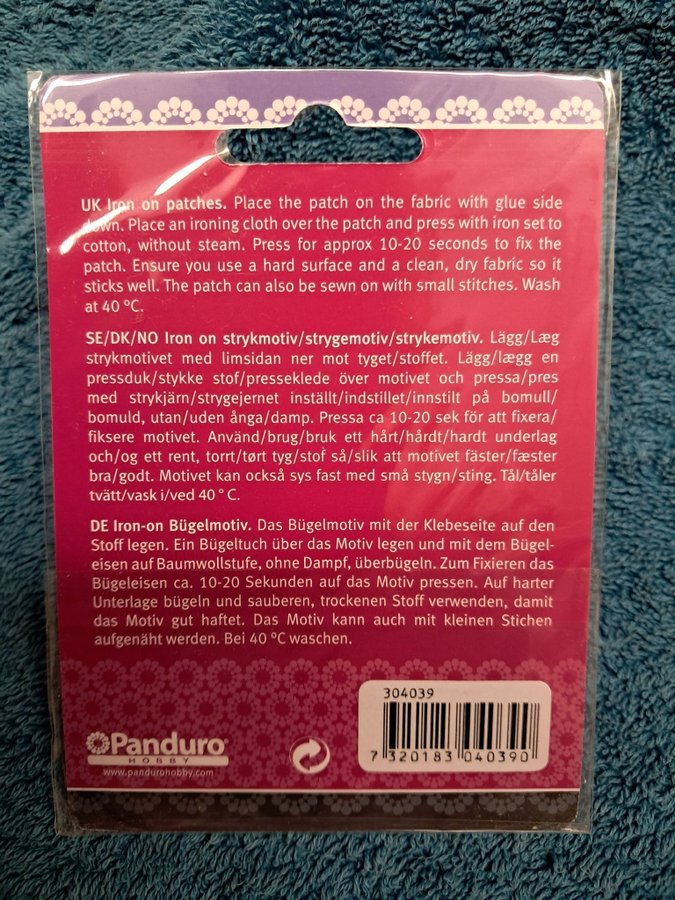 UK Iron on patches. Place the patch on the fabric with glue side
down. Place an ironing cloth over the patch and press with iron set to
cotton, without steam. Press for approx 10-20 seconds to fix the
patch. Ensure you use a hard surface and a clean, dry fabric so it
sticks well. The patch can also be sewn on with small stitches. Wash
at 40 ºC.
SE/DK/NO Iron on strykmotiv/strygemotiv/strykemotiv. Lägg/Læg
strykmotivet med limsidan ner mot tyget/stoffet. Lägg/lægg en
pressduk/stykke stof/presseklede över motivet och pressa/pres
med strykjärn/strygejernet inställt/indstillet/innstilt på bomull/
bomuld, utan/uden ånga/damp. Pressa ca 10-20 sek för att fixera/
fiksere motivet. Använd/brug/bruk ett hårt/hårdt/hardt underlag
och/og ett rent, torrt/tørt tyg/stof så/slik att motivet fäster/fæster
bra/godt. Motivet kan också sys fast med små stygn/sting. Tål/tåler
tvätt/vask i/ved 40 ° C.
DE Iron-on Bügelmotiv. Das Bügelmotiv mit der Klebeseite auf den
Stoff legen. Ein Bügeltuch über das Motiv legen und mit dem Bügel-
eisen auf Baumwollstufe, ohne Dampf, überbügeln. Zum Fixieren das
Bügeleisen ca. 10-20 Sekunden auf das Motiv pressen. Auf harter
Unterlage bügeln und sauberen, trockenen Stoff verwenden, damit
das Motiv gut haftet. Das Motiv kann auch mit kleinen Stichen
aufgenäht werden. Bei 40 ºC waschen.
304039
7 320183 040390
Panduro®
HOBBY
www.pandurohobby.com